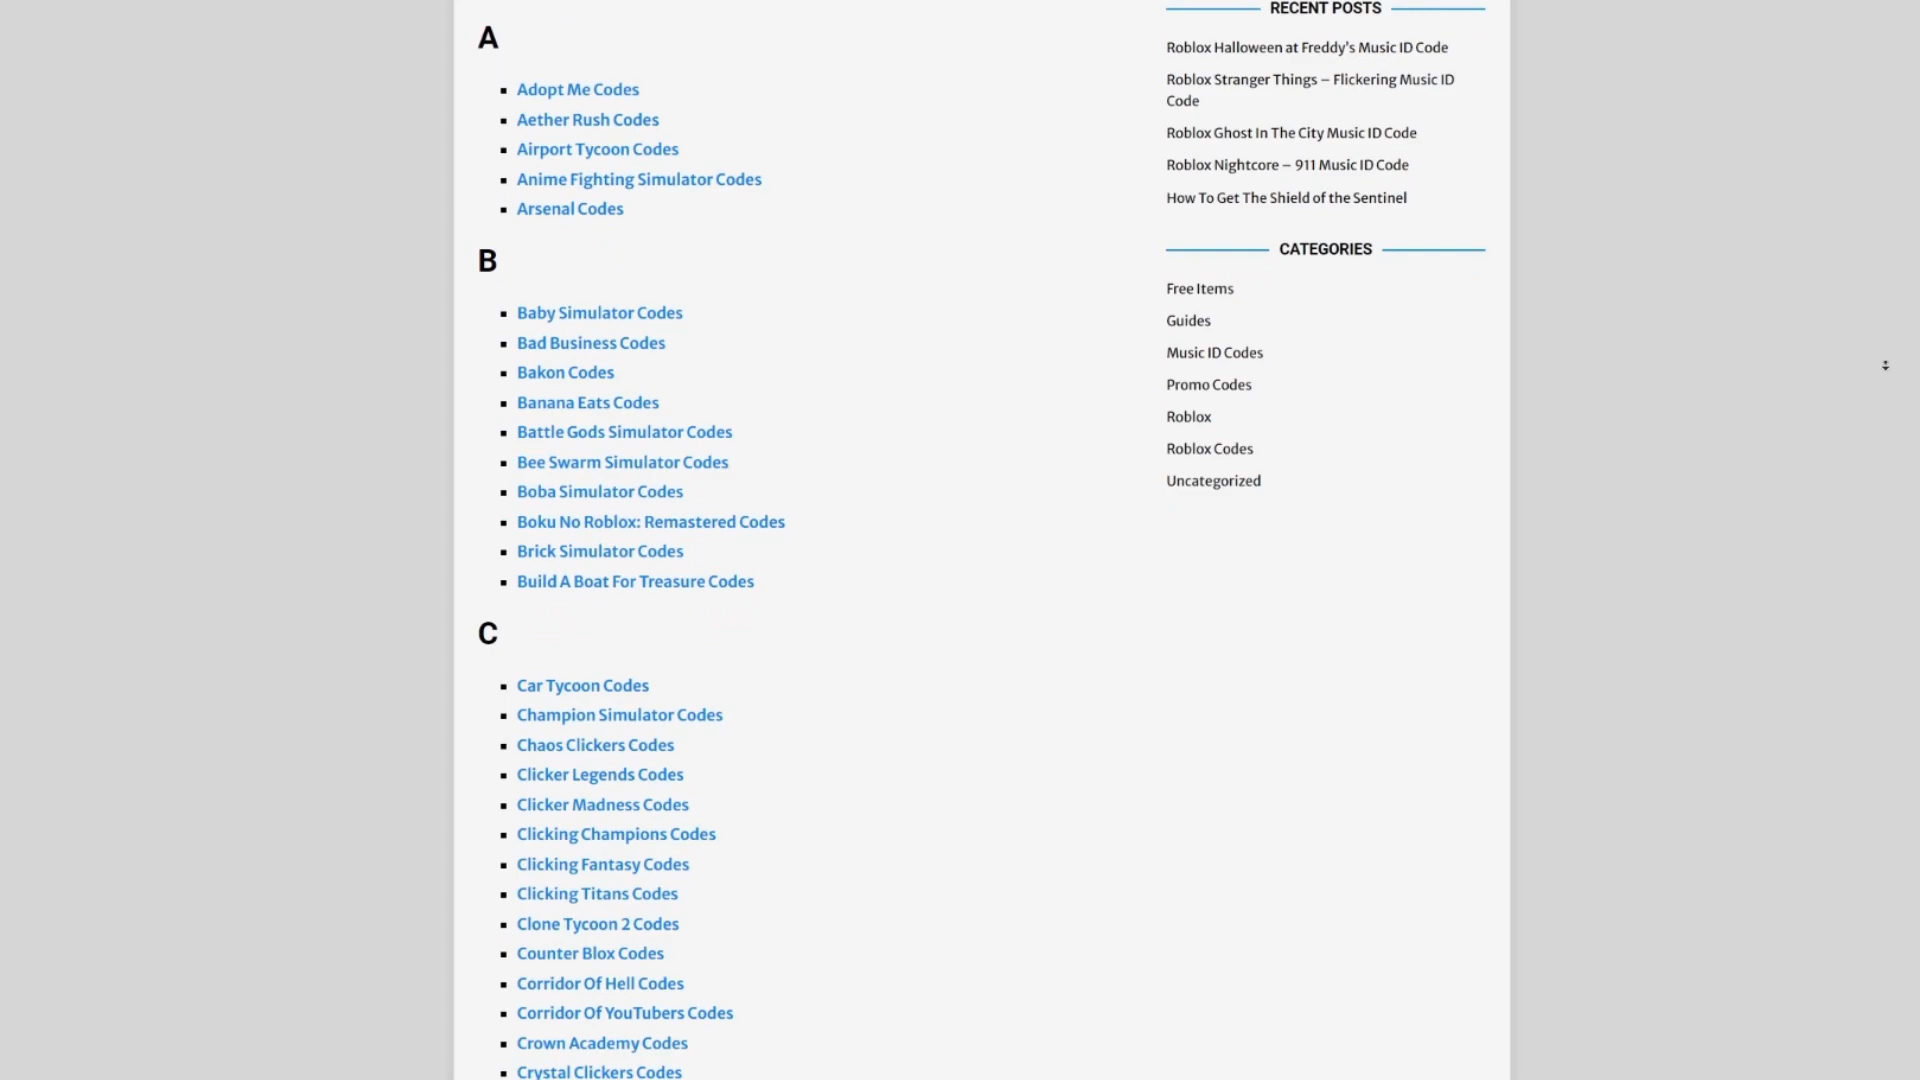 A
Adopt Me Codes
Aether Rush Codes
Airport Tycoon Codes
Anime Fighting Simulator Codes
Arsenal Codes
B
Baby Simulator Codes
Bad Business Codes
Bakon Codes
Banana Eats Codes
Battle Gods Simulator Codes
Bee Swarm Simulator Codes
Boba Simulator Codes
Boku No Roblox: Remastered Codes
Brick Simulator Codes
Build A Boat For Treasure Codes
C
Car Tycoon Codes
Champion Simulator Codes
Chaos Clickers Codes
Clicker Legends Codes
Clicker Madness Codes
Clicking Champions Codes
Clicking Fantasy Codes
Clicking Titans Codes
Clone Tycoon 2 Codes
Counter Blox Codes
Corridor Of Hell Codes
Corridor Of YouTubers Codes
Crown Academy Codes
Crystal Clickers Codes
RECENT POSTS
Roblox Halloween at Freddy's Music ID Code
Roblox Stranger Things – Flickering Music ID
Code
Roblox Ghost In The City Music ID Code
Roblox Nightcore – 911 Music ID Code
How To Get The Shield of the Sentinel
CATEGORIES
Free Items
Guides
Music ID Codes
Promo Codes
Roblox
Roblox Codes
Uncategorized